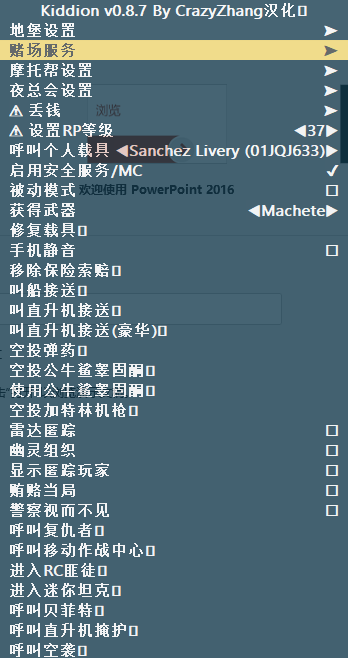 Kiddion v0.8.7 By CrazyZhang汉化
地堡设置
赌场服务
摩托帮设置
夜总会设置
丢钱
浏览
设置RP等级 37
呼叫个人载具 Sanchez Livery (01JQJ633)
启用安全服务/MC
被动模式
欢迎使用 PowerPoint 2016
获得武器 Machete
修复载具
手机静音
移除保险索赔
叫船接送
叫直升机接送
叫直升机接送(豪华)
空投弹药
空投公牛鲨睾固酮
使用公牛鲨睾固酮
空投加特林机枪
雷达匿踪
幽灵组织
显示匿踪玩家
贿赂当局
警察视而不见
呼叫复仇者
呼叫移动作战中心
进入RC匪徒
进入迷你坦克
呼叫贝菲特
呼叫直升机掩护
呼叫空袭